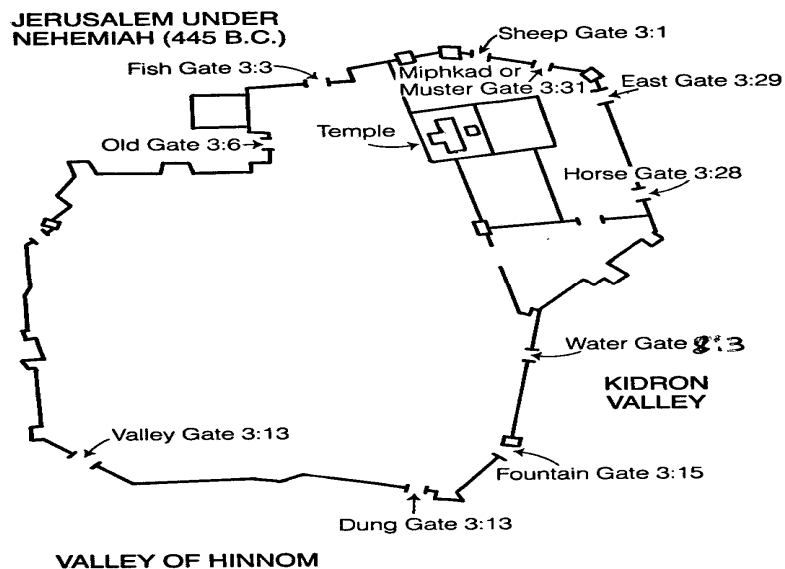 JERUSALEM UNDER
NEHEMIAH (445 B.C.)
Sheep Gate 3:1
Fish Gate 3:3
Miphkad or
Muster Gate 3:31
East Gate 3:29
Old Gate 3:6
Temple
Horse Gate 3:28
Water Gate 8:3
KIDRON
VALLEY
Valley Gate 3:13
Fountain Gate 3:15
Dung Gate 3:13
VALLEY OF HINNOM